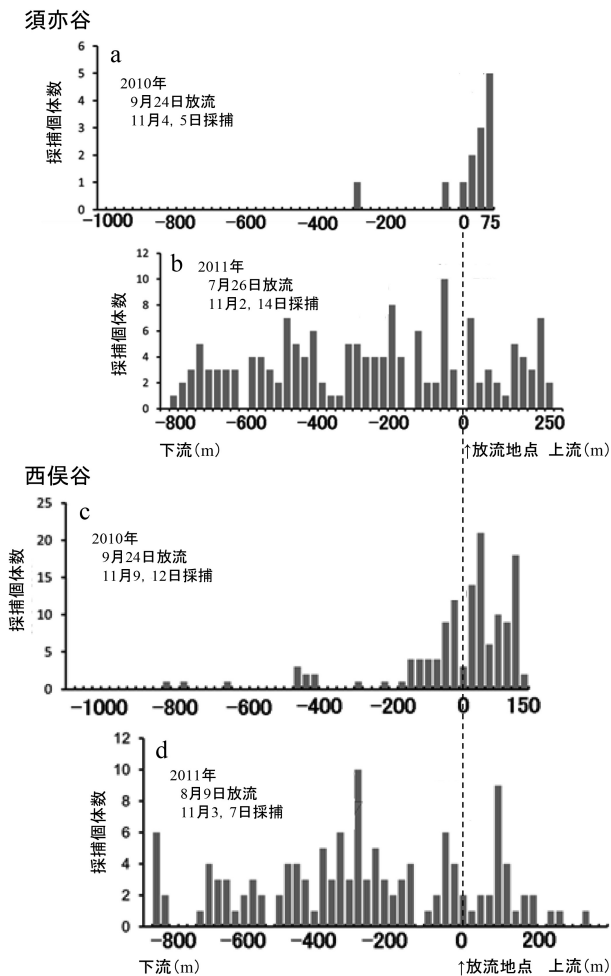 須亦谷
a
2010年
9月24日放流
11月4, 5日採捕
採捕個体数
6
5
4
3
2
1
0
-1000 -800 -600 -400 -200 0 75
b
2011年
7月26日放流
11月2, 14日採捕
採捕個体数
12
10
8
6
4
2
0
-800 -600 -400 -200 0 250
下流(m) ↑放流地点 上流(m)
西俣谷
c
2010年
9月24日放流
11月9, 12日採捕
採捕個体数
25
20
15
10
5
0
-1000 -800 -600 -400 -200 0 150
d
2011年
8月9日放流
11月3, 7日採捕
採捕個体数
12
10
8
6
4
2
0
-800 -600 -400 -200 0 200
下流(m) ↑放流地点 上流(m)